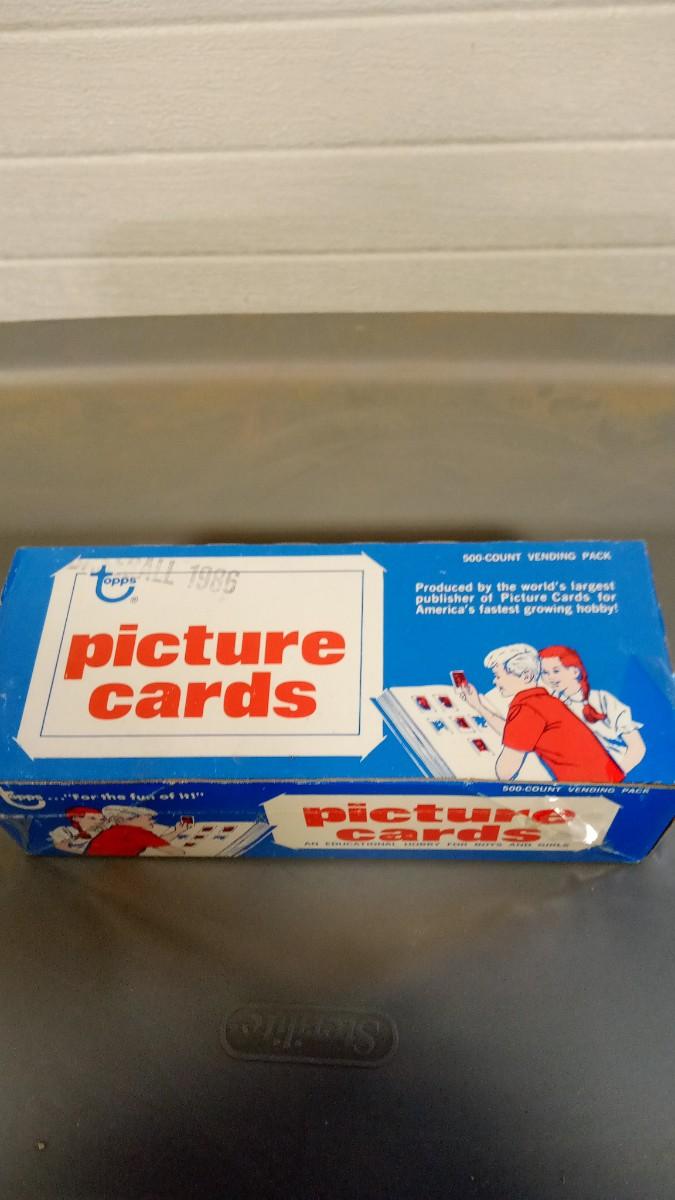 BASEBALL 1986
topps®
picture
cards
500-COUNT VENDING PACK
Produced by the world's largest
publisher of Picture Cards for
America's fastest growing hobby!
topps..."For the fun of it!"
500-COUNT VENDING PACK
picture
cards
AN EDUCATIONAL HOBBY FOR BOYS AND GIRLS
Sterilite